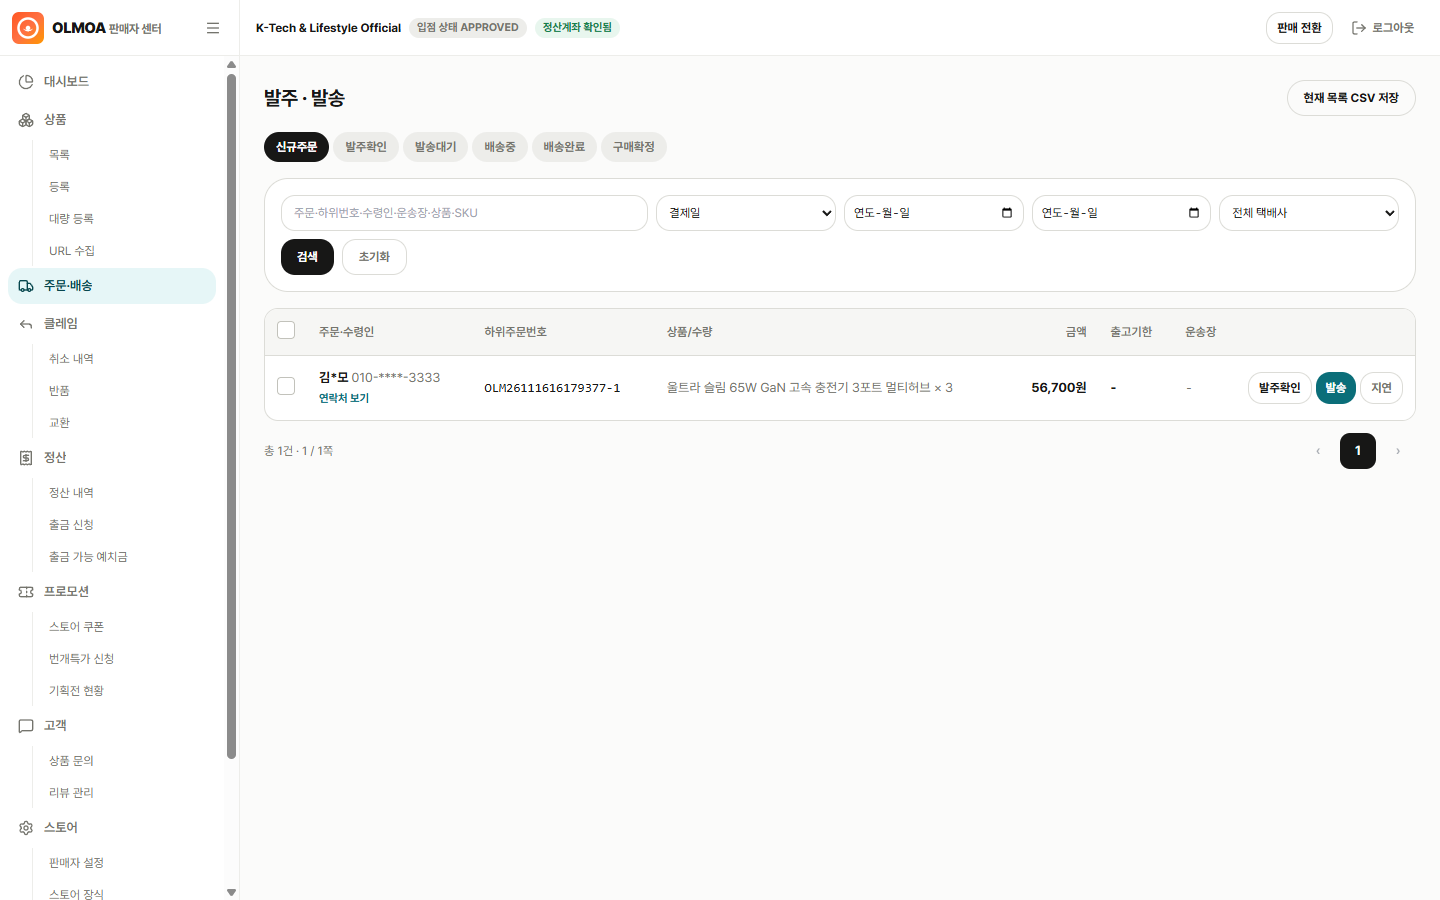 OLMOA 판매자 센터
K-Tech & Lifestyle Official 입점 상태 APPROVED 정산계좌 확인됨
판매 전환 로그아웃
대시보드
상품
목록
등록
대량 등록
URL 수집
주문·배송
클레임
취소 내역
반품
교환
정산
정산 내역
출금 신청
출금 가능 예치금
프로모션
스토어 쿠폰
번개특가 신청
기획전 현황
고객
상품 문의
리뷰 관리
스토어
판매자 설정
스토어 장식
발주 · 발송
현재 목록 CSV 저장
신규주문 발주확인 발송대기 배송중 배송완료 구매확정
주문·하위번호·수령인·운송장·상품·SKU 결제일 연도-월-일 연도-월-일 전체 택배사
검색 초기화
주문·수령인 하위주문번호 상품/수량 금액 출고기한 운송장
김*모 010-****-3333
연락처 보기
OLM26111616179377-1 울트라 슬림 65W GaN 고속 충전기 3포트 멀티허브 × 3 56,700원 - - 발주확인 발송 지연
총 1건 · 1 / 1쪽
‹ 1 ›